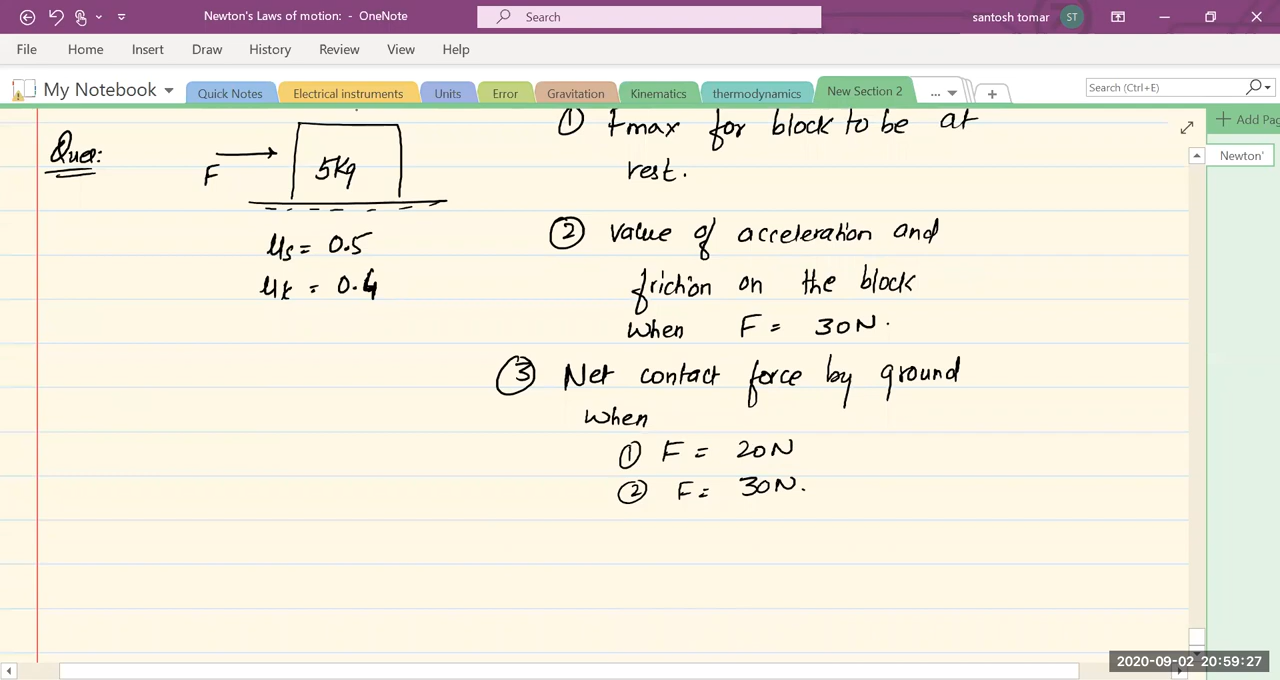 Newton's Laws of motion: - OneNote
Search
santosh tomar
ST
File Home Insert Draw History Review View Help
My Notebook
Quick Notes
Electrical instruments
Units
Error
Gravitation
Kinematics
thermodynamics
New Section 2
...
Search (Ctrl+E)
Add Pag
Newton'
Ques:
F
5Kg
μs = 0.5
μk = 0.4
① Fmax for block to be at
rest.
② Value of acceleration and
friction on the block
when F = 30N.
③ Net contact force by ground
when
① F = 20N
② F = 30N.
2020-09-02 20:59:27